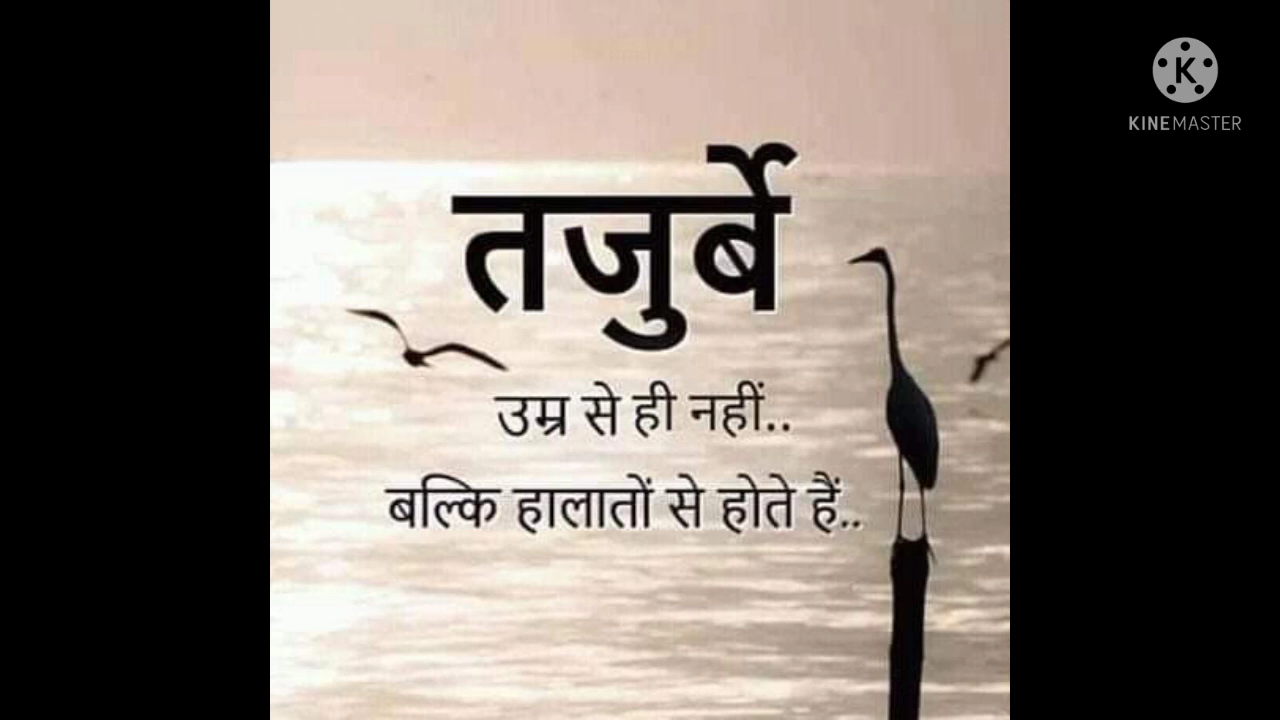 तजुर्बे
उम्र से ही नहीं..
बल्कि हालातों से होते हैं..
KINEMASTER